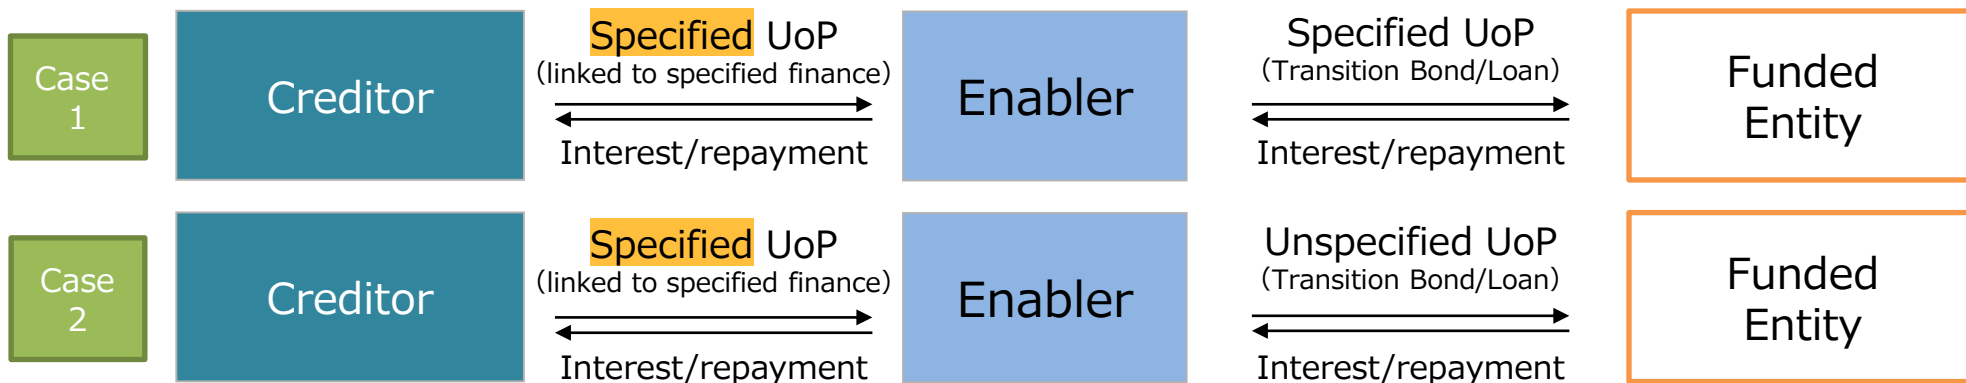 Case
1
Creditor
Specified UoP
(linked to specified finance)
Interest/repayment
Enabler
Specified UoP
(Transition Bond/Loan)
Interest/repayment
Funded
Entity
Case
2
Creditor
Specified UoP
(linked to specified finance)
Interest/repayment
Enabler
Unspecified UoP
(Transition Bond/Loan)
Interest/repayment
Funded
Entity